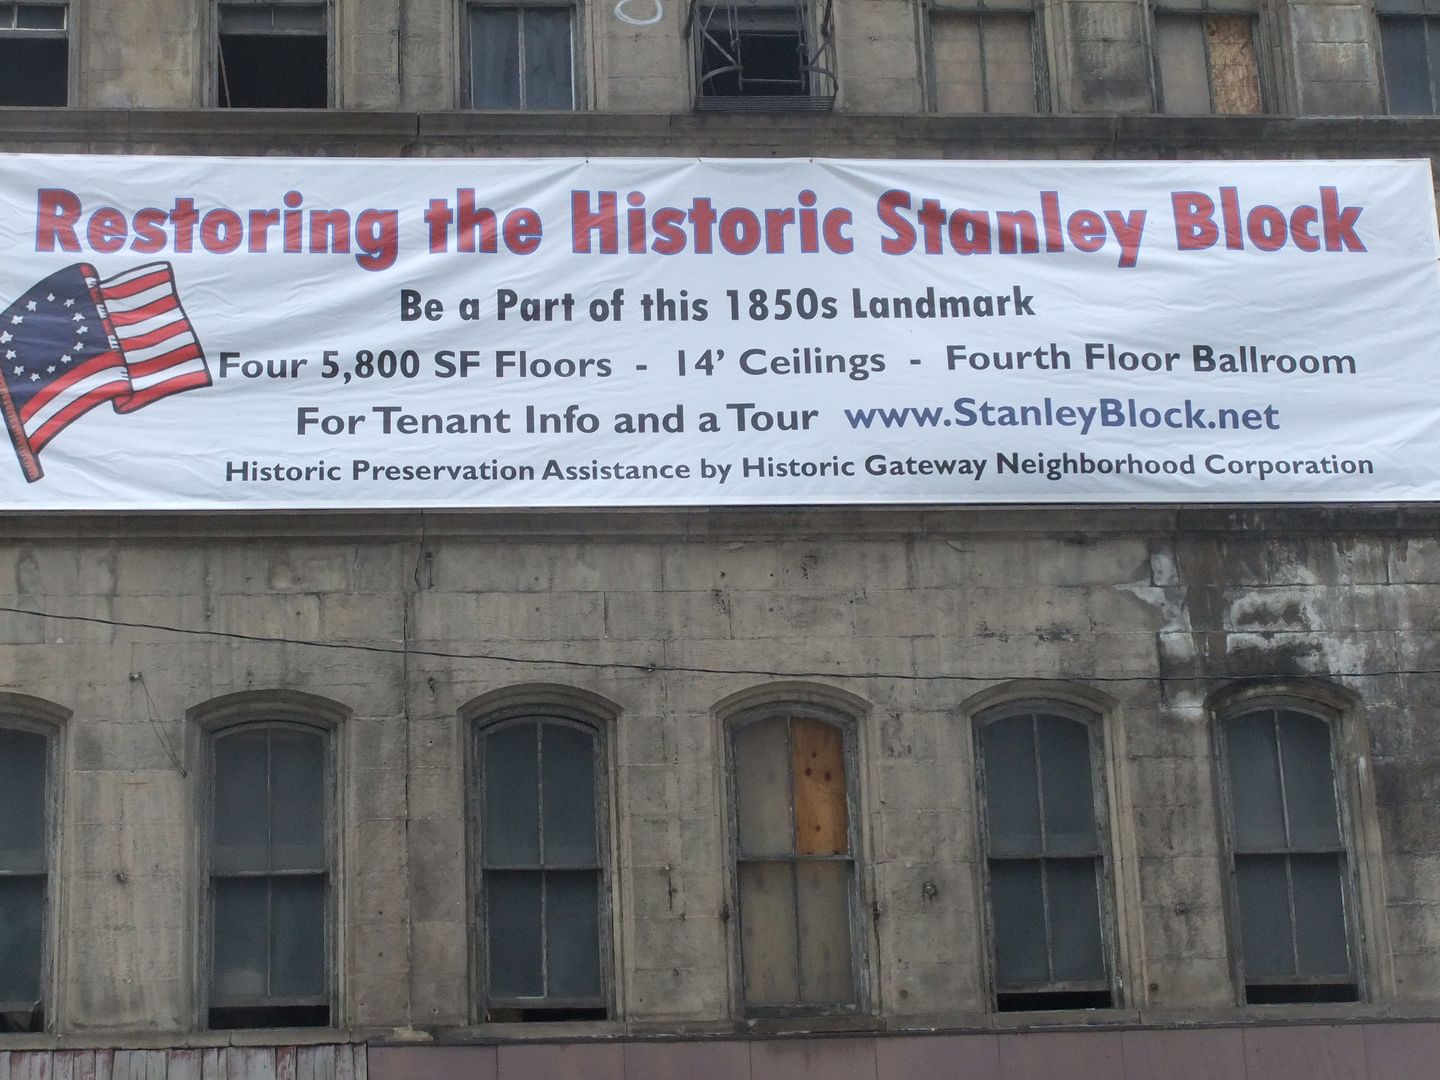 Restoring the Historic Stanley Block
Be a Part of this 1850s Landmark
Four 5,800 SF Floors - 14' Ceilings - Fourth Floor Ballroom
For Tenant Info and a Tour www.StanleyBlock.net
Historic Preservation Assistance by Historic Gateway Neighborhood Corporation